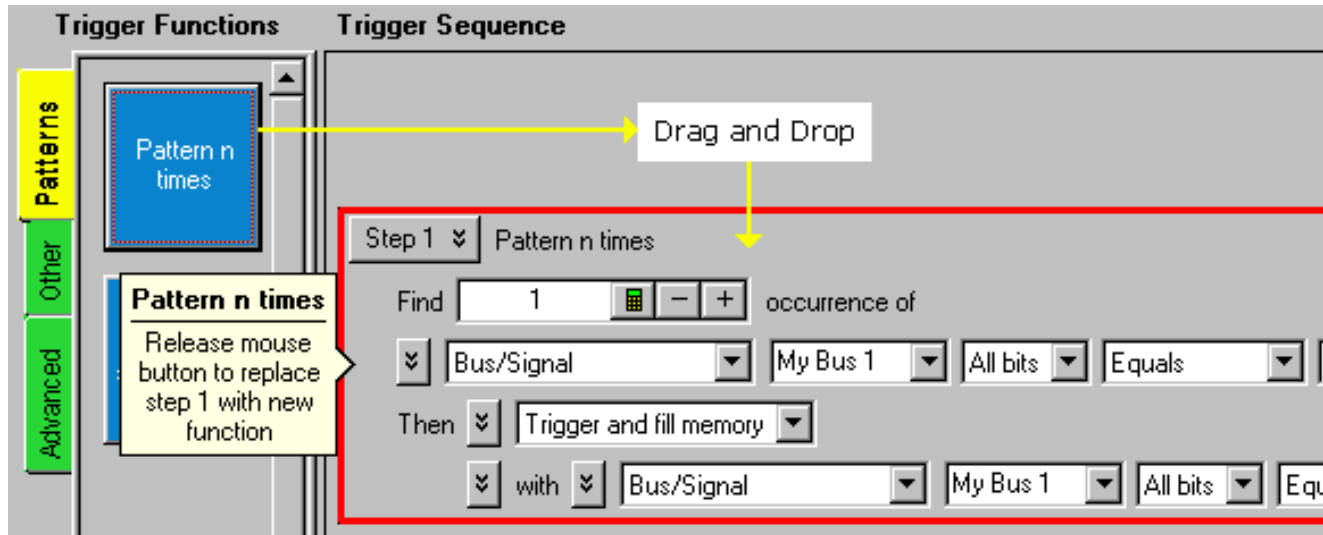 Trigger Functions
Trigger Sequence
Patterns
Other
Advanced
Pattern n
times
Drag and Drop
Step 1 Pattern n times
Find 1 − + occurrence of
Bus/Signal My Bus 1 All bits Equals
Then Trigger and fill memory
with Bus/Signal My Bus 1 All bits
Pattern n times
Release mouse
button to replace
step 1 with new
function